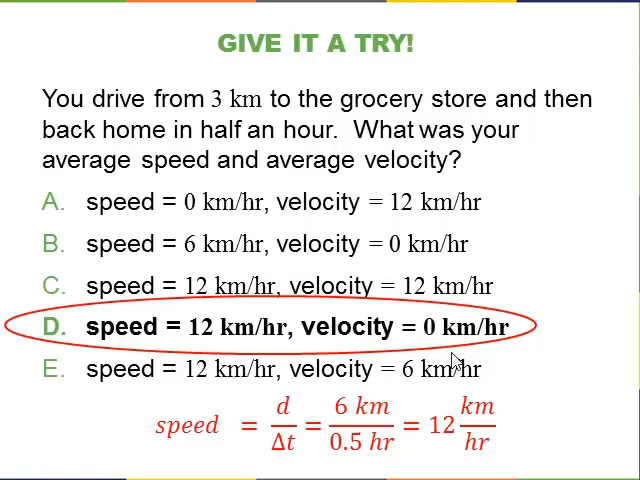 GIVE IT A TRY!
You drive from 3 km to the grocery store and then
back home in half an hour.  What was your
average speed and average velocity?
A. speed = 0 km/hr, velocity = 12 km/hr
B. speed = 6 km/hr, velocity = 0 km/hr
C. speed = 12 km/hr, velocity = 12 km/hr
D. speed = 12 km/hr, velocity = 0 km/hr
E. speed = 12 km/hr, velocity = 6 km/hr
speed = d/Δt = 6 km/0.5 hr = 12 km/hr